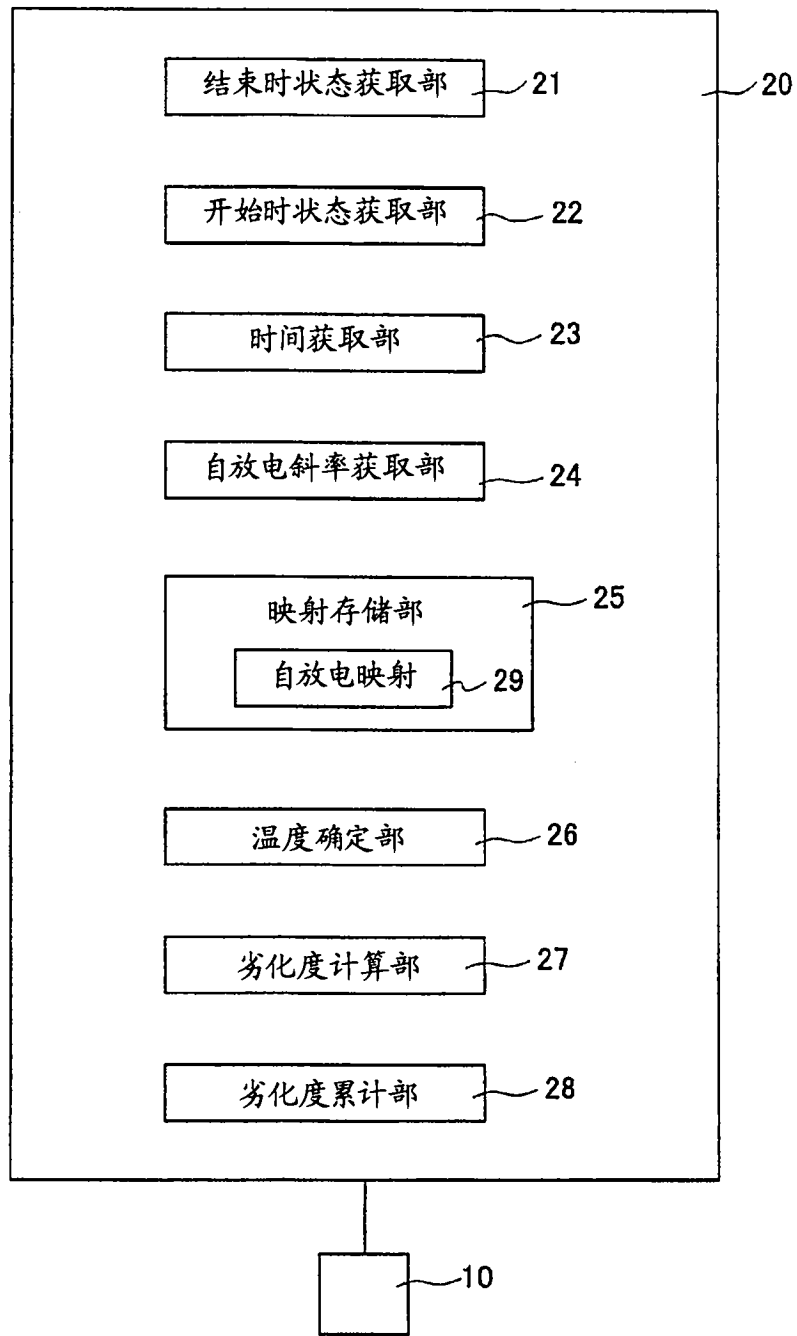 20
结束时状态获取部 21
开始时状态获取部 22
时间获取部 23
自放电斜率获取部 24
映射存储部 25
自放电映射 29
温度确定部 26
劣化度计算部 27
劣化度累计部 28
10